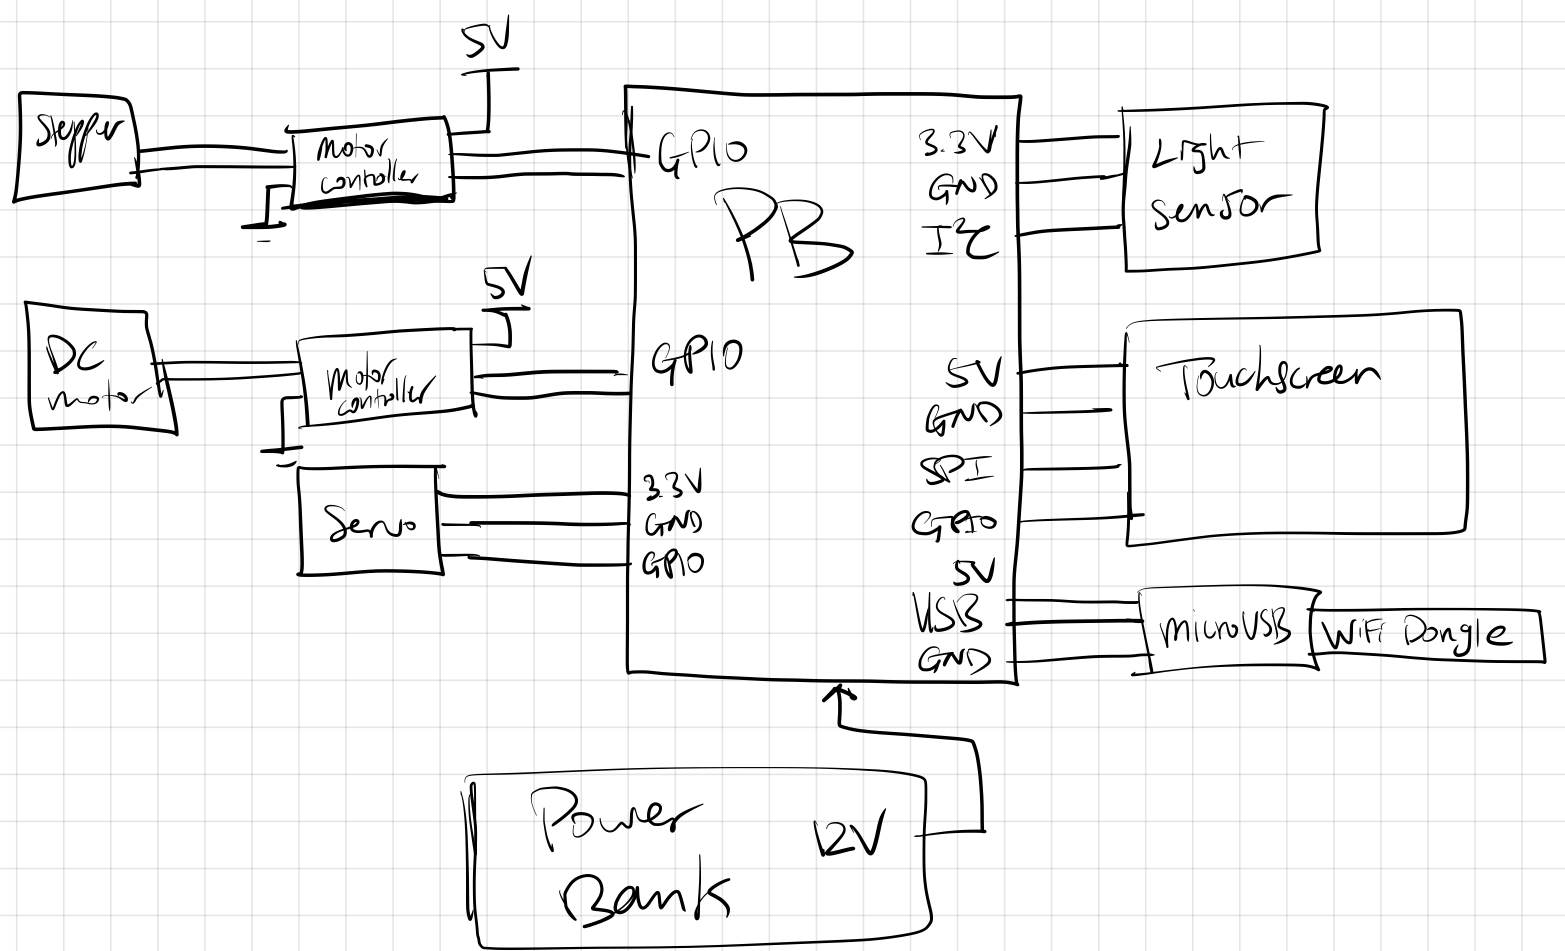 5V
Stepper
Motor
controller
GPIO
PB
3.3V
GND
I²C
Light
Sensor
5V
DC
motor
Motor
controller
GPIO
5V
GND
SPI
GPIO
Touchscreen
Servo
3.3V
GND
GPIO
5V
USB
GND
MicroUSB
WiFi Dongle
Power
Bank
12V